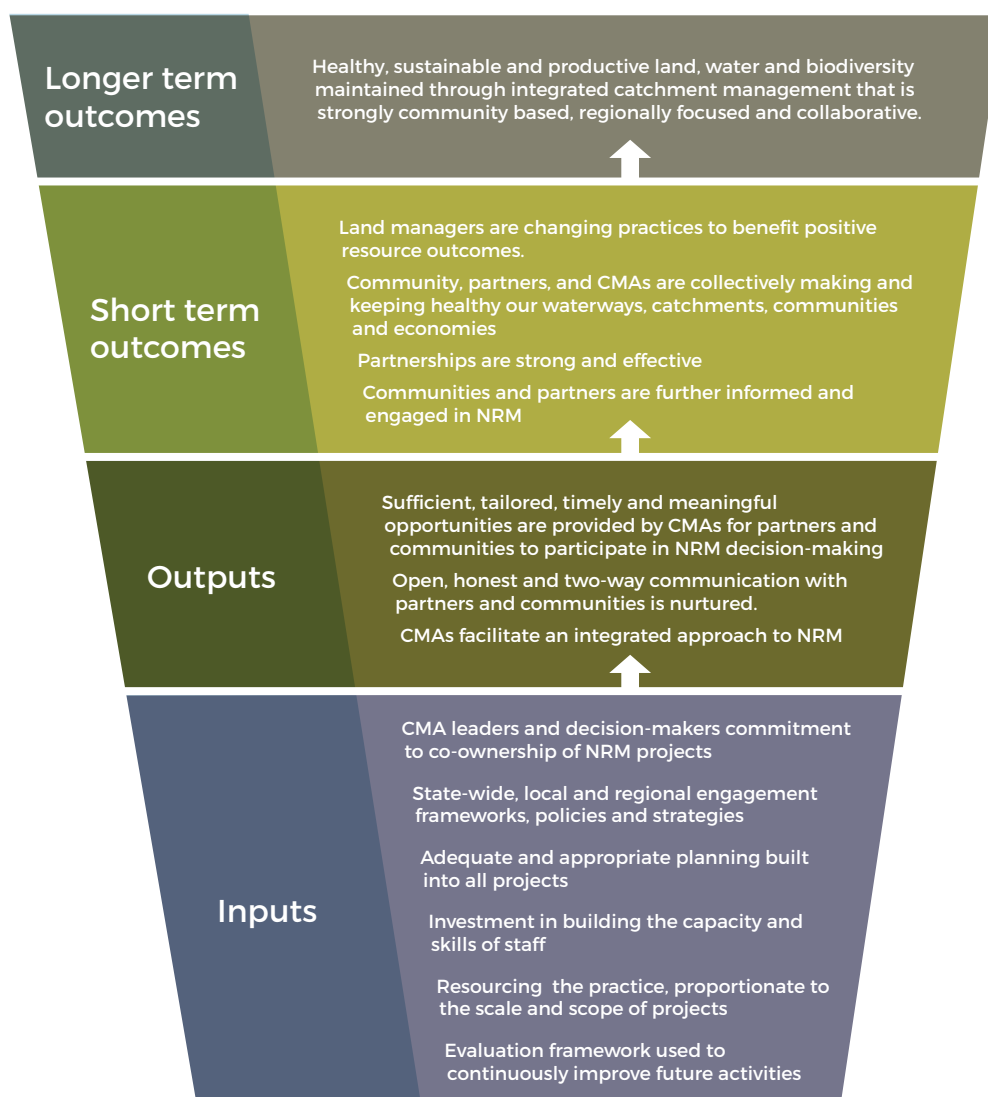 Longer term
outcomes
Healthy, sustainable and productive land, water and biodiversity
maintained through integrated catchment management that is
strongly community based, regionally focused and collaborative.
Short term
outcomes
Land managers are changing practices to benefit positive
resource outcomes.
Community, partners, and CMAs are collectively making and
keeping healthy our waterways, catchments, communities
and economies
Partnerships are strong and effective
Communities and partners are further informed and
engaged in NRM
Outputs
Sufficient, tailored, timely and meaningful
opportunities are provided by CMAs for partners and
communities to participate in NRM decision-making
Open, honest and two-way communication with
partners and communities is nurtured.
CMAs facilitate an integrated approach to NRM
Inputs
CMA leaders and decision-makers commitment
to co-ownership of NRM projects
State-wide, local and regional engagement
frameworks, policies and strategies
Adequate and appropriate planning built
into all projects
Investment in building the capacity and
skills of staff
Resourcing the practice, proportionate to
the scale and scope of projects
Evaluation framework used to
continuously improve future activities